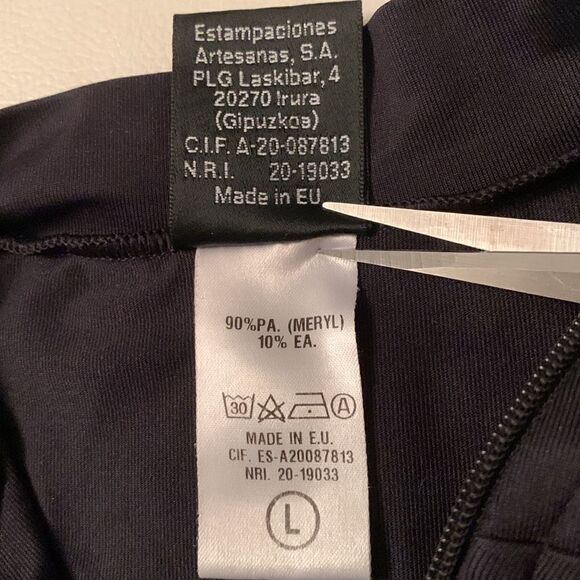 Estampaciones
Artesanas, S.A.
PLG Laskibar, 4
20270 Irura
(Gipuzkoa)
C.I.F. A-20-087813
N.R.I. 20-19033
Made in EU
90%PA. (MERYL)
10% EA.
30 A
MADE IN E.U.
CIF. ES-A20087813
NRI. 20-19033
L